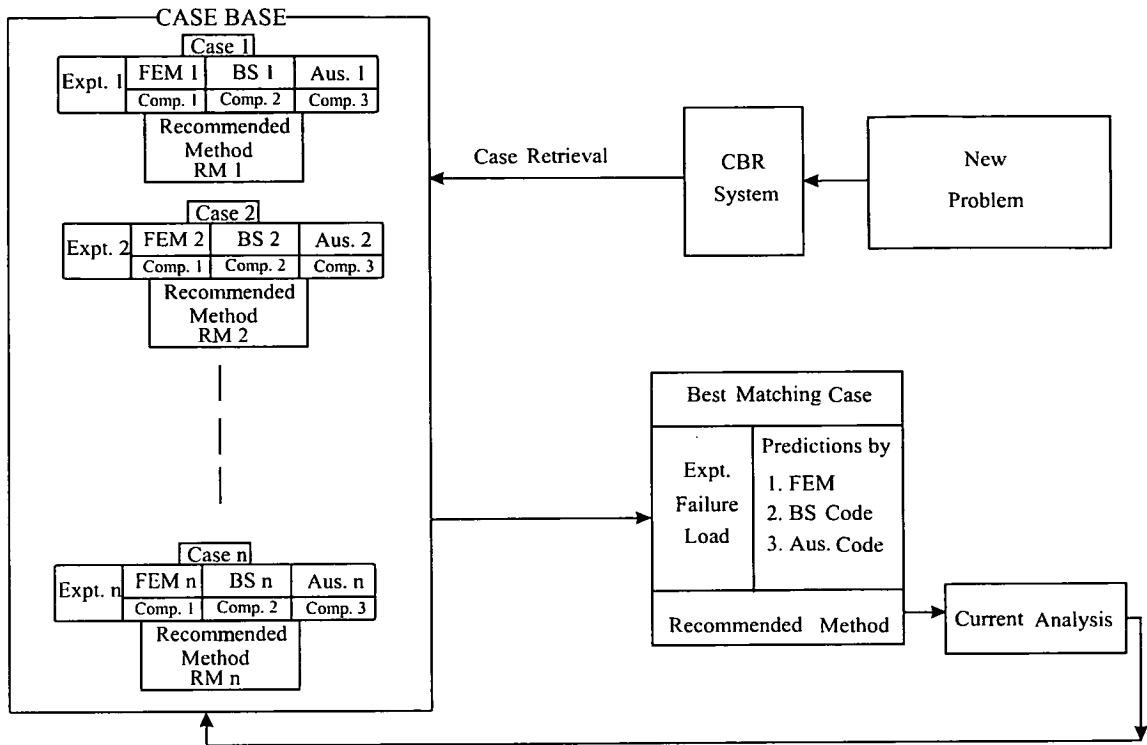 CASE BASE
Case 1
Expt. 1
FEM 1
BS 1
Aus. 1
Comp. 1
Comp. 2
Comp. 3
Recommended
Method
RM 1
Case 2
Expt. 2
FEM 2
BS 2
Aus. 2
Comp. 1
Comp. 2
Comp. 3
Recommended
Method
RM 2
Case n
Expt. n
FEM n
BS n
Aus. n
Comp. 1
Comp. 2
Comp. 3
Recommended
Method
RM n
Case Retrieval
CBR
System
New
Problem
Best Matching Case
Expt.
Failure
Load
Predictions by
1. FEM
2. BS Code
3. Aus. Code
Recommended Method
Current Analysis